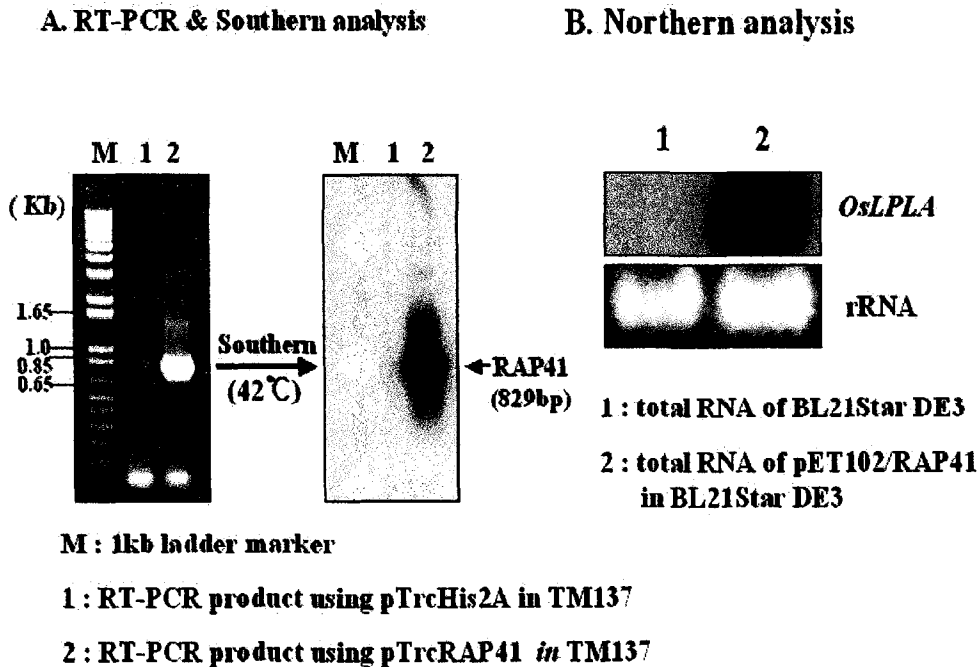 A. RT-PCR & Southern analysis
B. Northern analysis
M 1 2
(Kb)
1.65
1.0
0.85
0.65
Southern
(42℃)
M 1 2
RAP41
(829bp)
1 2
OsLPLA
rRNA
1 : total RNA of BL21Star DE3
2 : total RNA of pET102/RAP41
in BL21Star DE3
M : 1kb ladder marker
1 : RT-PCR product using pTrcHis2A in TM137
2 : RT-PCR product using pTrcRAP41 in TM137